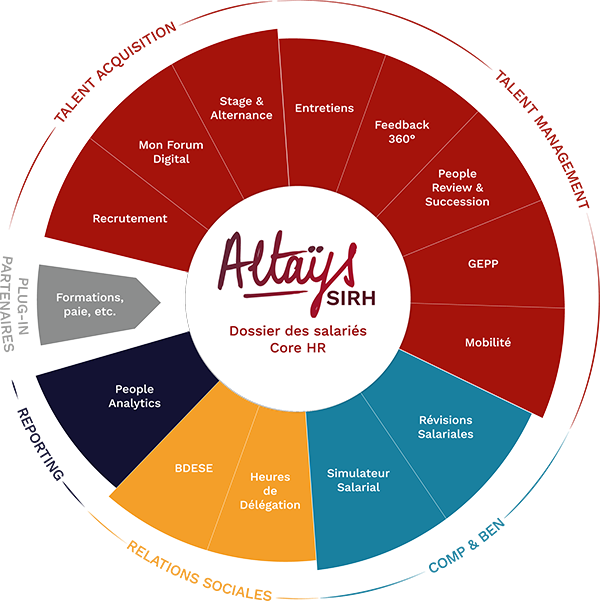 TALENT ACQUISITION
Recrutement
Mon Forum
Digital
Stage &
Alternance
TALENT MANAGEMENT
Entretiens
Feedback
360°
People
Review &
Succession
GEPP
Mobilité
COMP & BEN
Révisions
Salariales
Simulateur
Salarial
RELATIONS SOCIALES
Heures
de
Délégation
BDESE
REPORTING
People
Analytics
PLUG-IN
PARTENAIRES
Formations,
paie, etc.
Altaÿs
SIRH
Dossier des salariés
Core HR